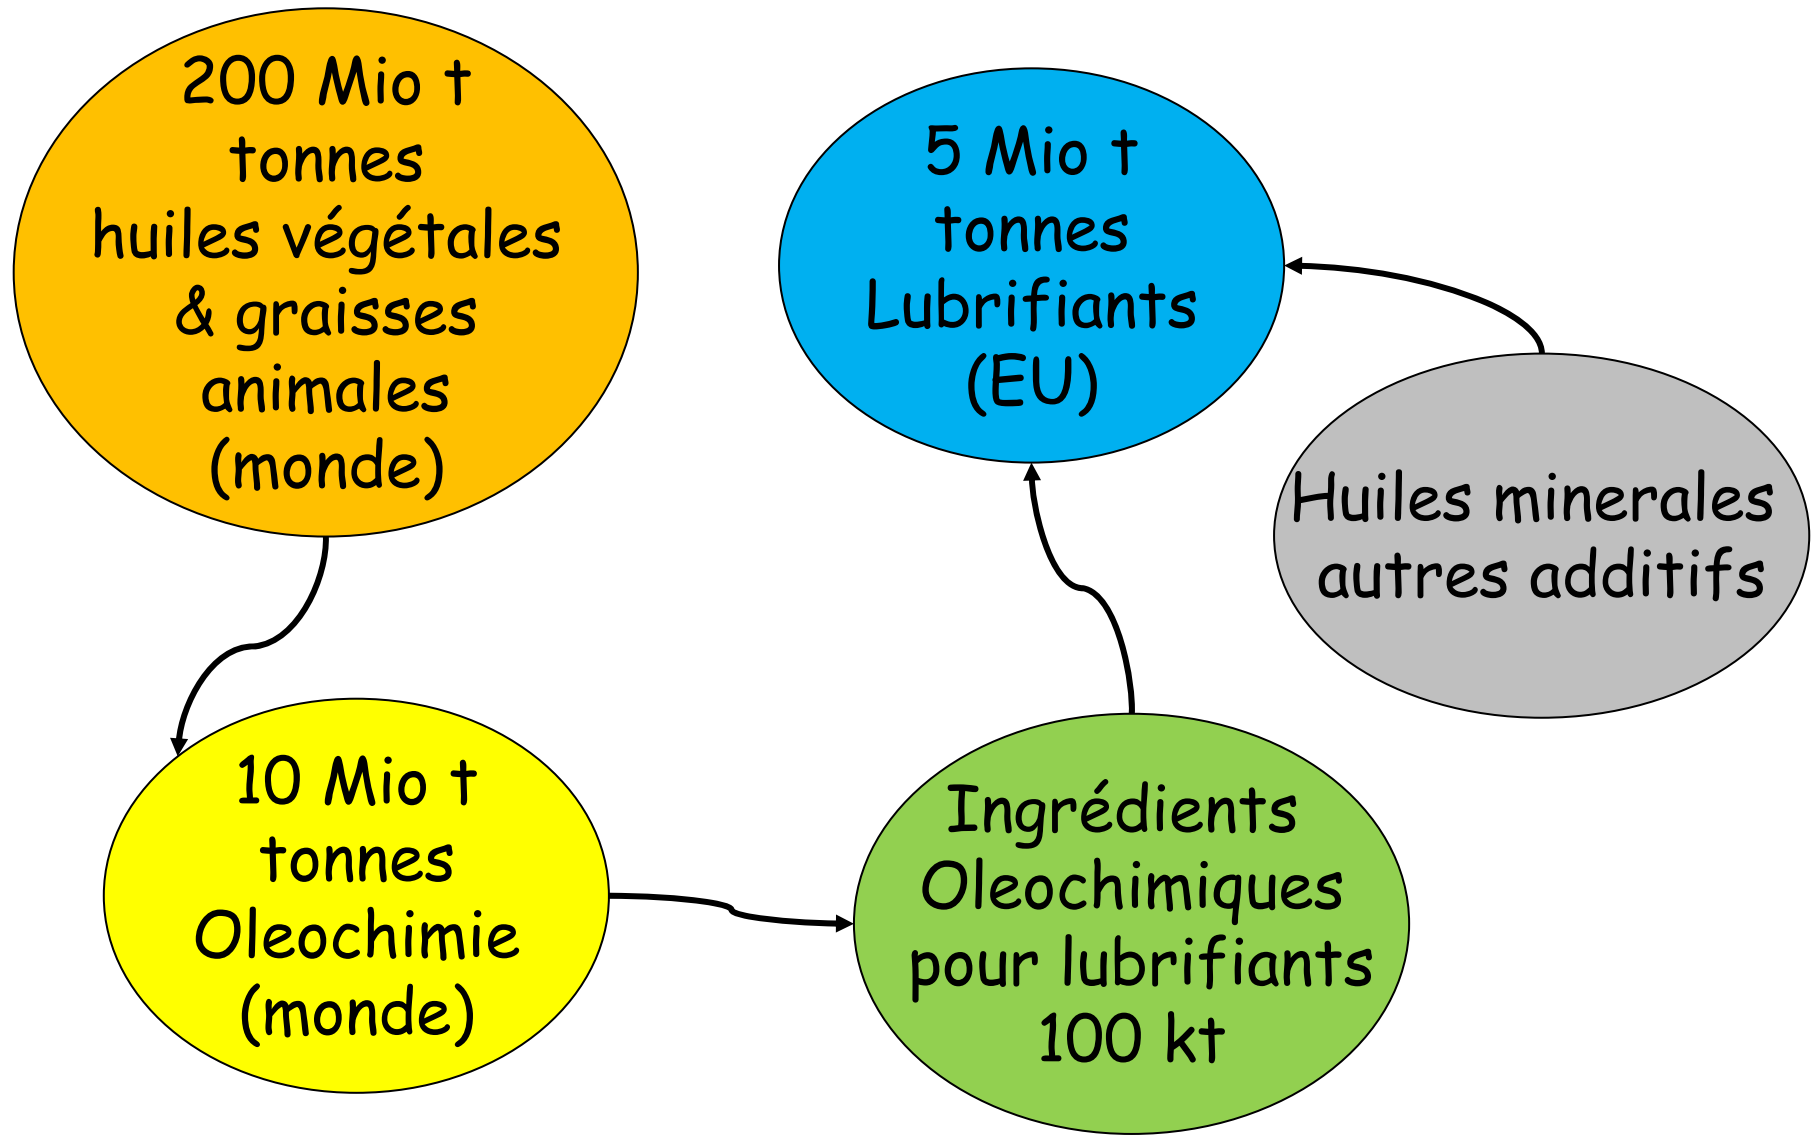 200 Mio t
tonnes
huiles végétales
& graisses
animales
(monde)
5 Mio t
tonnes
Lubrifiants
(EU)
Huiles minerales
autres additifs
10 Mio t
tonnes
Oleochimie
(monde)
Ingrédients
Oleochimiques
pour lubrifiants
100 kt